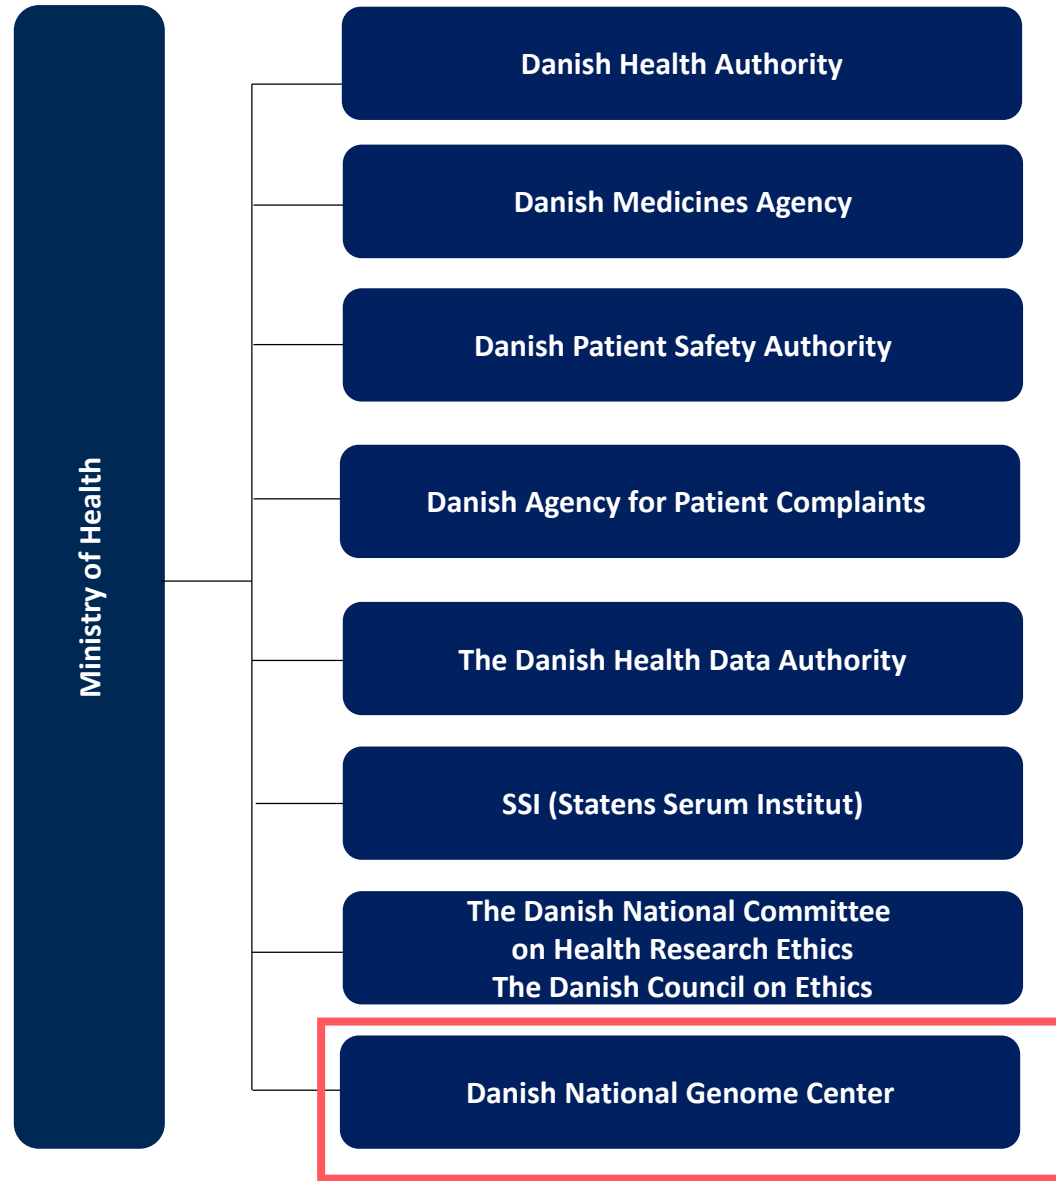 Ministry of Health
Danish Health Authority
Danish Medicines Agency
Danish Patient Safety Authority
Danish Agency for Patient Complaints
The Danish Health Data Authority
SSI (Statens Serum Institut)
The Danish National Committee
on Health Research Ethics
The Danish Council on Ethics
Danish National Genome Center